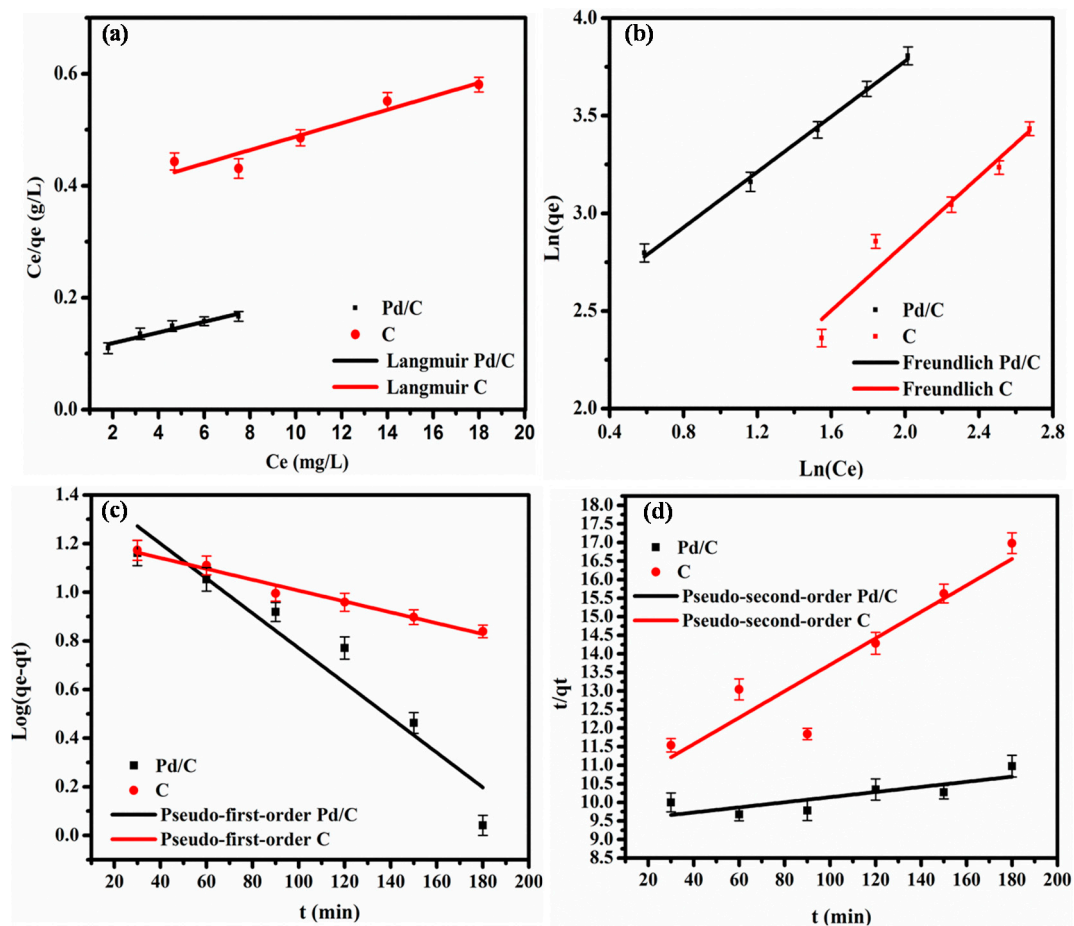 (a)
0.6
0.4
0.2
0.0
Ce/qe (g/L)
Pd/C
C
Langmuir Pd/C
Langmuir C
2 4 6 8 10 12 14 16 18 20
Ce (mg/L)
(b)
4.0
3.5
3.0
2.5
2.0
Ln(qe)
Pd/C
C
Freundlich Pd/C
Freundlich C
0.4 0.8 1.2 1.6 2.0 2.4 2.8
Ln(Ce)
(c)
1.4
1.2
1.0
0.8
0.6
0.4
0.2
0.0
Log(qe-qt)
Pd/C
C
Pseudo-first-order Pd/C
Pseudo-first-order C
20 40 60 80 100 120 140 160 180 200
t (min)
(d)
18.0
17.5
17.0
16.5
16.0
15.5
15.0
14.5
14.0
13.5
13.0
12.5
12.0
11.5
11.0
10.5
10.0
9.5
9.0
8.5
t/qt
Pd/C
C
Pseudo-second-order Pd/C
Pseudo-second-order C
20 40 60 80 100 120 140 160 180 200
t (min)